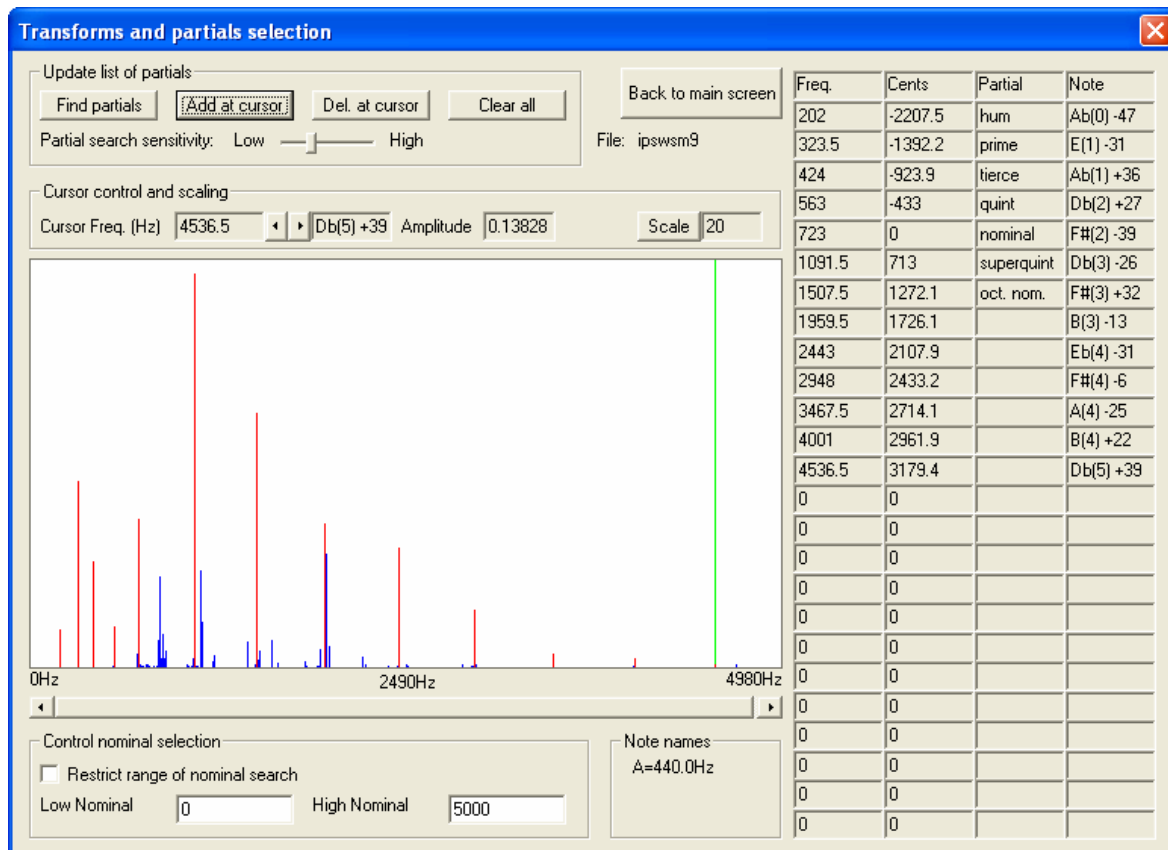 Transforms and partials selection
Update list of partials
Find partials Add at cursor Del. at cursor Clear all
Partial search sensitivity: Low High
Back to main screen
File: ipswsm9
Cursor control and scaling
Cursor Freq. (Hz) 4536.5 Db(5) +39 Amplitude 0.13828 Scale 20
0Hz 2490Hz 4980Hz
Control nominal selection
Restrict range of nominal search
Low Nominal 0 High Nominal 5000
Note names
A=440.0Hz
Freq. Cents Partial Note
202 -2207.5 hum Ab(0) -47
323.5 -1392.2 prime E(1) -31
424 -923.9 tierce Ab(1) +36
563 -433 quint Db(2) +27
723 0 nominal F#(2) -39
1091.5 713 superquint Db(3) -26
1507.5 1272.1 oct. nom. F#(3) +32
1959.5 1726.1 B(3) -13
2443 2107.9 Eb(4) -31
2948 2433.2 F#(4) -6
3467.5 2714.1 A(4) -25
4001 2961.9 B(4) +22
4536.5 3179.4 Db(5) +39
0 0
0 0
0 0
0 0
0 0
0 0
0 0
0 0
0 0
0 0
0 0
0 0